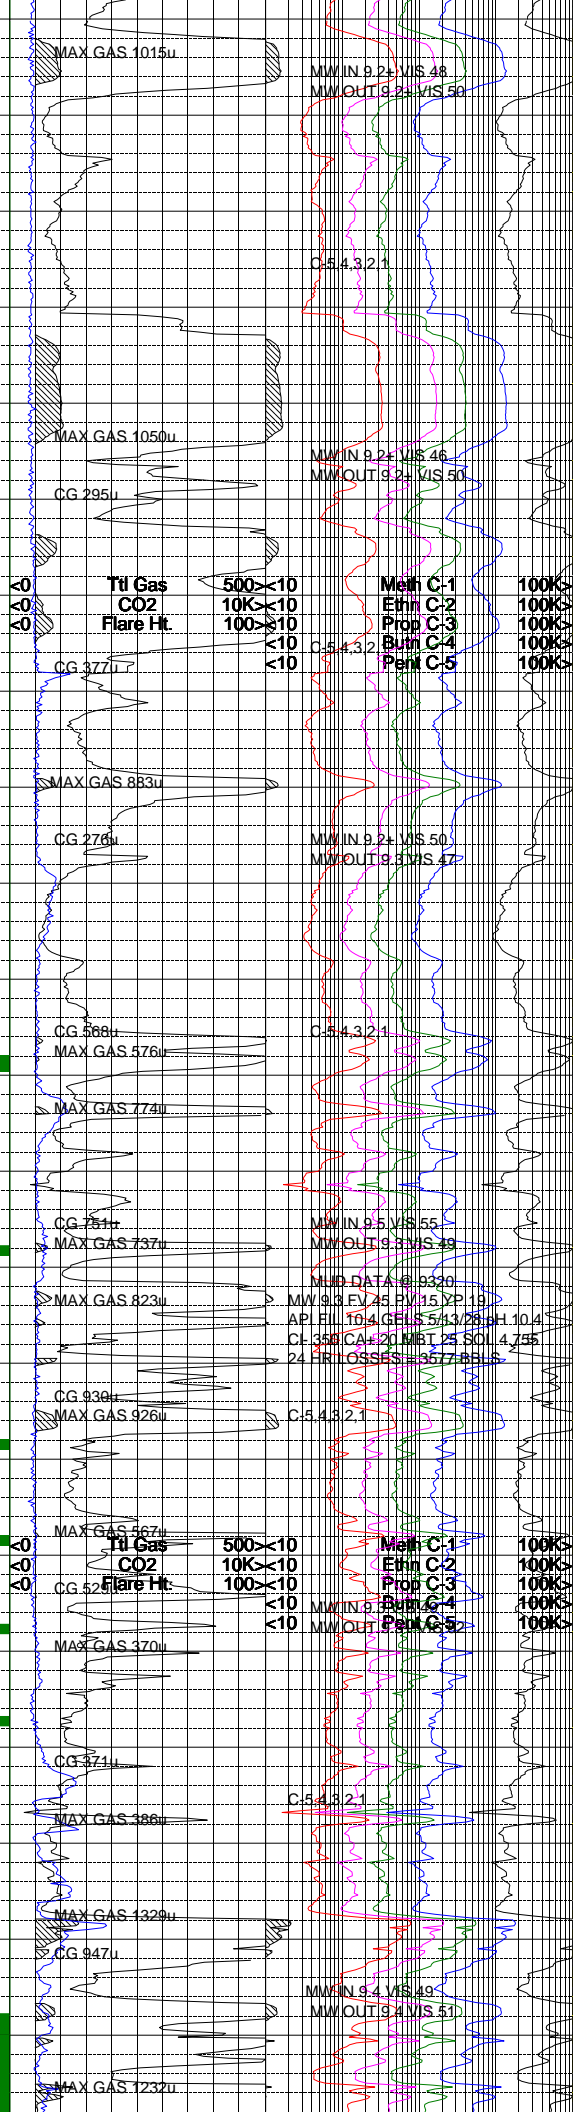 MAX GAS 1015u
MW IN 9.2+ VIS 48
MW OUT 9.2+ VIS 50
C-5,4,3,2,1
MAX GAS 1050u
MW IN 9.2+ VIS 46
MW OUT 9.2+ VIS 50
CG 295u
<0 Ttl Gas 500><10 Meth C-1 100K>
<0 CO2 10K<10 Ethn C-2 100K>
<0 Flare Ht. 100><10 Prop C-3 100K>
<10 Butn C-4 100K>
C-5,4,3,2
<10 Pent C-5 100K>
CG 377u
MAX GAS 883u
CG 276u
MW IN 9.2+ VIS 50
MW OUT 9.3 VIS 47
CG 568u
C-5,4,3,2,1
MAX GAS 576u
MAX GAS 774u
CG 751u
MW IN 9.5 VIS 55
MAX GAS 737u
MW OUT 9.3 VIS 49
MUD DATA @ 9320
MAX GAS 823u
MW 9.3 FV 45 PV 15 YP 19
API FIL 10.4 GELS 5/13/28 pH 10.4
Cl- 350 CA+ 20 MBT 25 SOL 4.755
24 HR LOSSES = 3577 BBLS
CG 930u
MAX GAS 926u
C-5,4,3,2,1
MAX GAS 567u
<0 Ttl Gas 500><10 Meth C-1 100K>
<0 CO2 10K<10 Ethn C-2 100K>
<0 Flare Ht. 100><10 Prop C-3 100K>
<10 Butn C-4 100K>
<10 Pent C-5 100K>
MW IN
MW OUT
MAX GAS 370u
CG 371u
C-5,4,3,2,1
MAX GAS 386u
MAX GAS 1329u
CG 947u
MW IN 9.4 VIS 49
MW OUT 9.4 VIS 51
MAX GAS 1232u